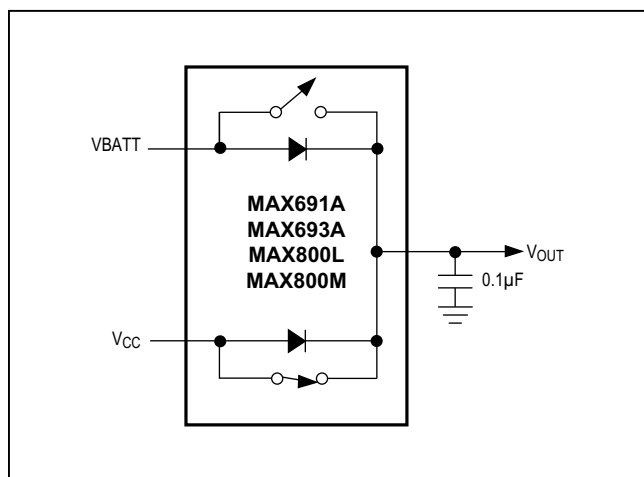 VBATT
MAX691A
MAX693A
MAX800L
MAX800M
VOUT
0.1µF
VCC